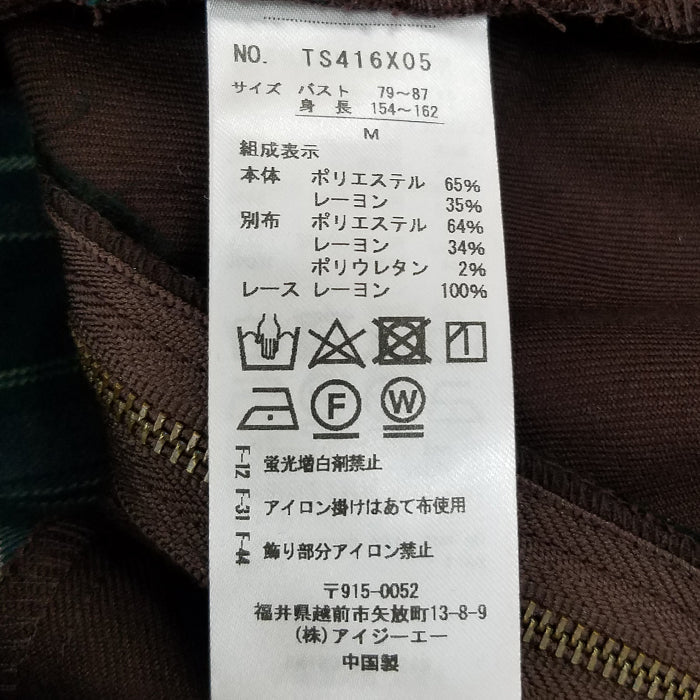 NO. TS416X05
サイズ バスト 79～87
身 長 154～162
M
組成表示
本体 ポリエステル 65%
レーヨン 35%
別布 ポリエステル 64%
レーヨン 34%
ポリウレタン 2%
レース レーヨン 100%
F
W
F-12 蛍光増白剤禁止
F-31 アイロン掛けはあて布使用
F-44 飾り部分アイロン禁止
〒915-0052
福井県越前市矢放町13-8-9
(株)アイジーエー
中国製